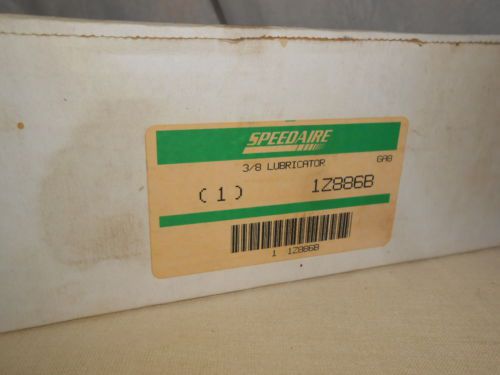 SPEEDAIRE
3/8 LUBRICATOR GA8
( 1 ) 1Z886B
1 1Z886B